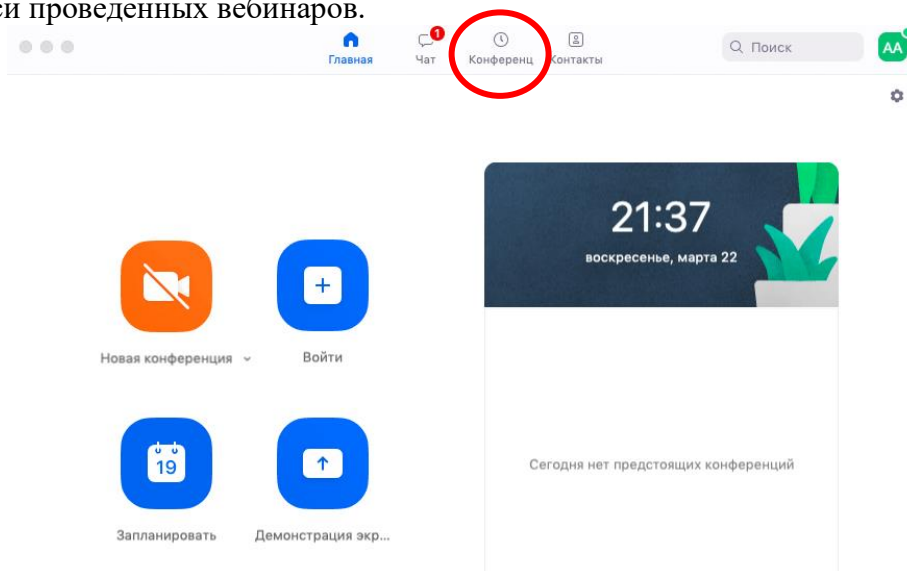 й проведенных вебинаров.
1
Главная
Чат
Конференц
Контакты
Поиск
AA
21:37
воскресенье, марта 22
Новая конференция
Войти
19
Запланировать
Демонстрация экр...
Сегодня нет предстоящих конференций